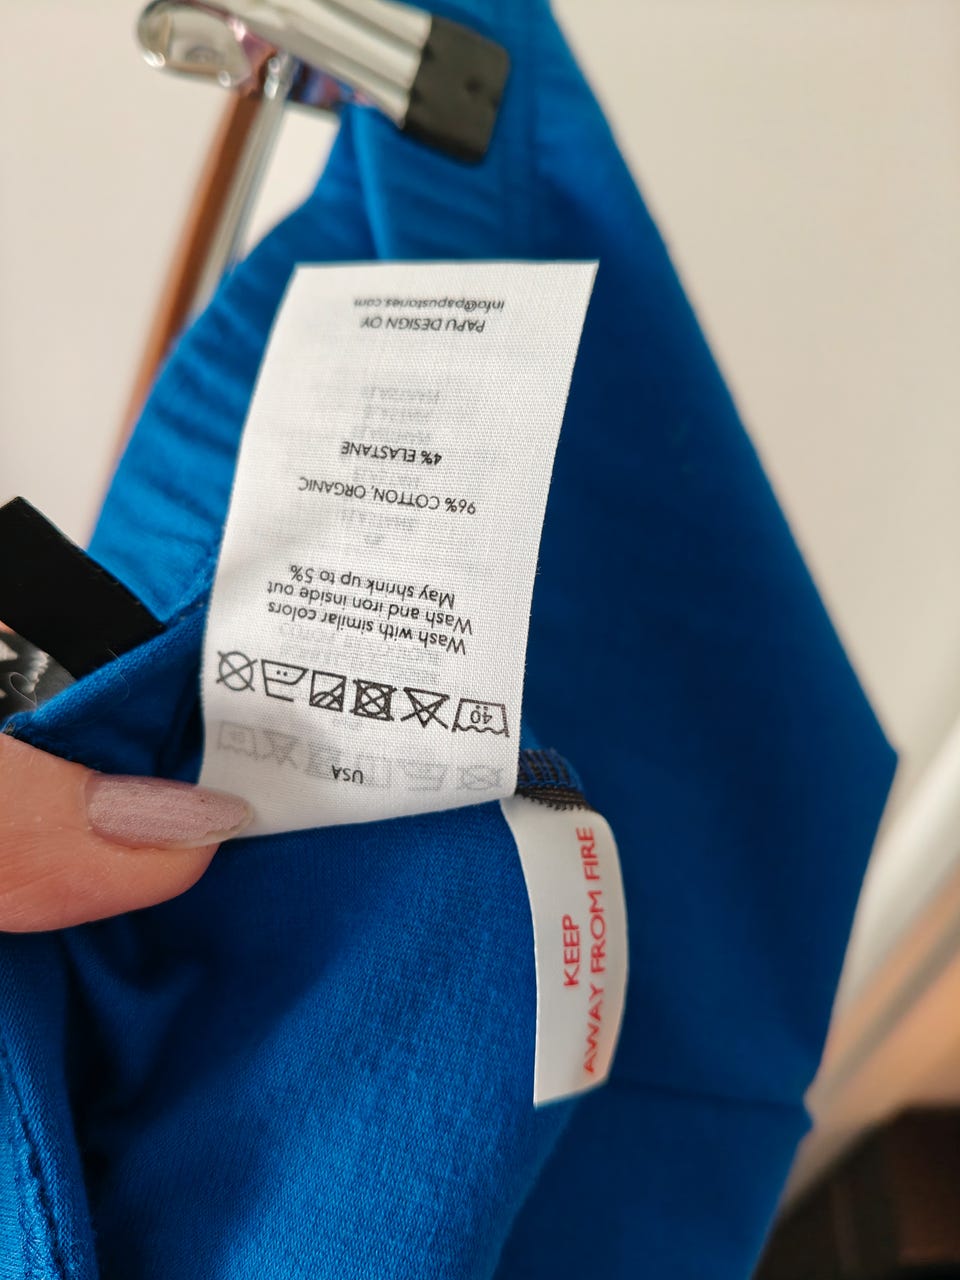 USA
40
Wash with similar colors
Wash and iron inside out
May shrink up to 5%
96% COTTON, ORGANIC
4% ELASTANE
PAPU DESIGN OY
info@papustories.com
KEEP
AWAY FROM FIRE